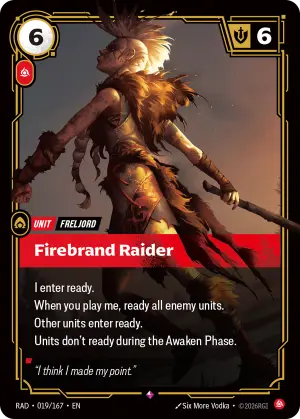 6
6
UNIT FRELJORD
Firebrand Raider
I enter ready.
When you play me, ready all enemy units.
Other units enter ready.
Units don't ready during the Awaken Phase.
"I think I made my point."
RAD • 019/167 • EN
Six More Vodka • ©2026RGI